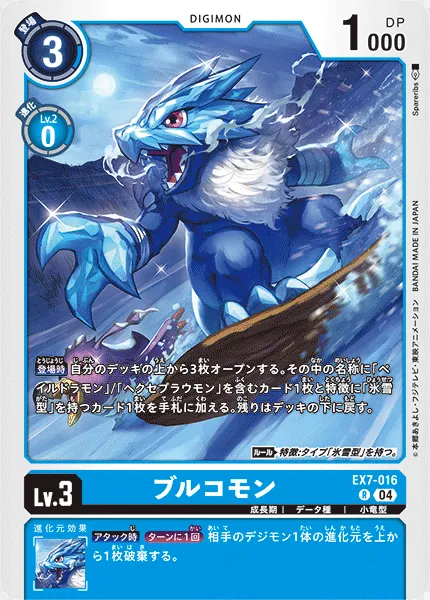 DIGIMON
登場
3
1000
DP
進化
Lv.2
0
Spareribs
BANDAI MADE IN JAPAN
©本郷あきよし・フジテレビ・東映アニメーション
登場時 自分のデッキの上から3枚オープンする。その中の名称に「ペ
イルドラモン」/「ヘクセブラウモン」を含むカード1枚と特徴に「氷雪
型」を持つカード1枚を手札に加える。残りはデッキの下に戻す。
ルール 特徴:タイプ「氷雪型」を持つ。
Lv.3
ブルコモン
EX7-016
R 04
成長期 | データ種 | 小竜型
進化元効果
アタック時 ターンに1回 相手のデジモン1体の進化元を上か
ら1枚破棄する。